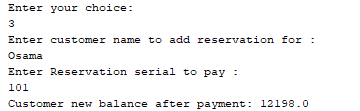 Enter your choice:
3
Enter customer name to add reservation for :
Osama
Enter Reservation serial to pay :
101
Customer new balance after payment: 12198.0